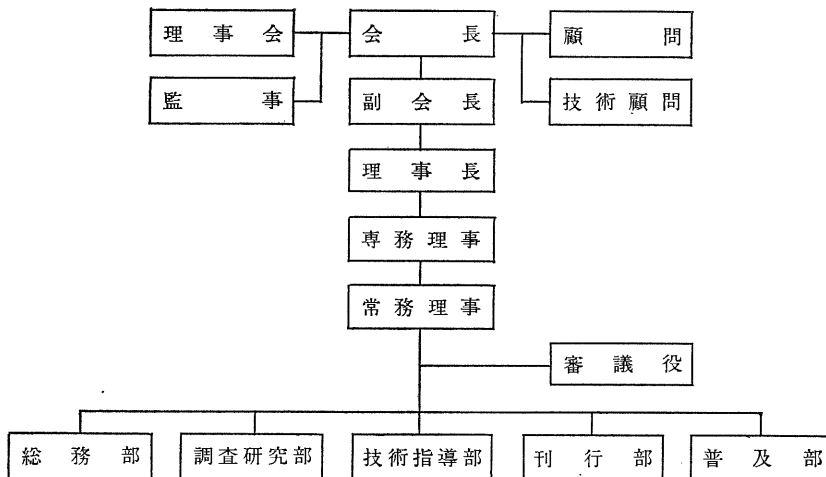 理事会 会長 顧問
監事 副会長 技術顧問
理事長
専務理事
常務理事
審議役
総務部 調査研究部 技術指導部 刊行部 普及部